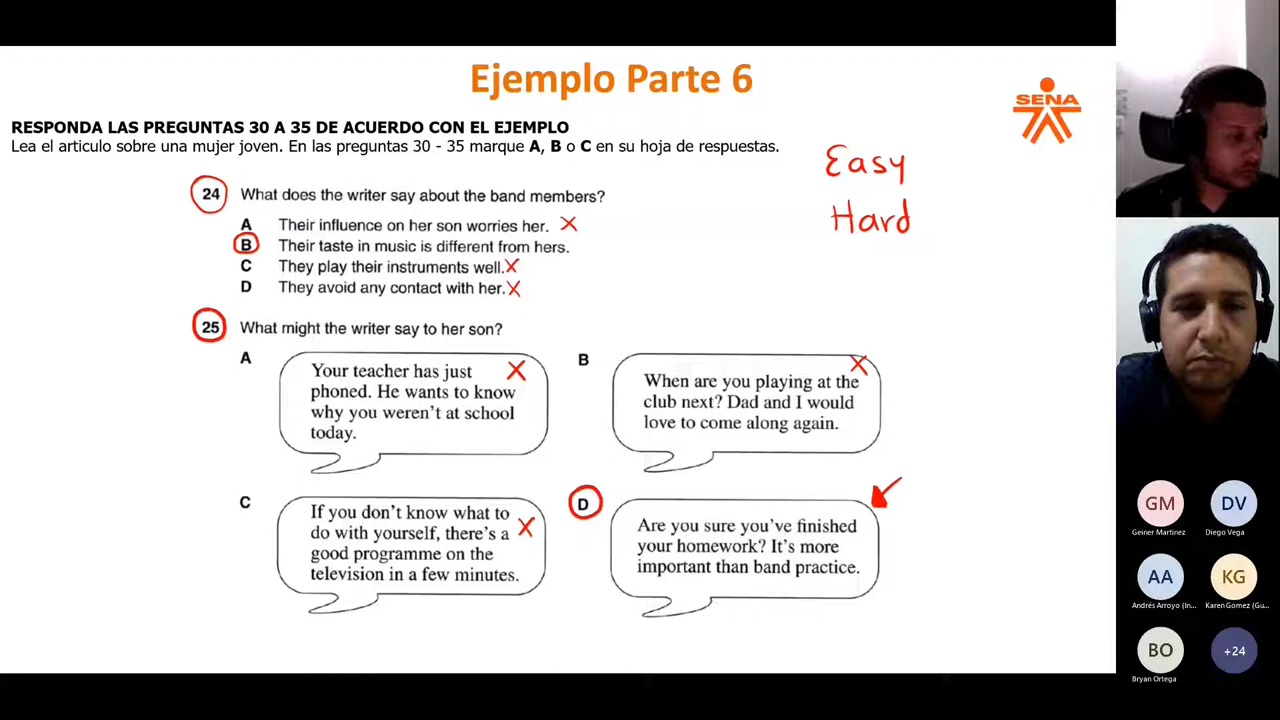 Ejemplo Parte 6
SENA
RESPONDA LAS PREGUNTAS 30 A 35 DE ACUERDO CON EL EJEMPLO
Lea el articulo sobre una mujer joven. En las preguntas 30 - 35 marque A, B o C en su hoja de respuestas.
Easy
Hard
24 What does the writer say about the band members?
A Their influence on her son worries her. X
B Their taste in music is different from hers.
C They play their instruments well. X
D They avoid any contact with her. X
25 What might the writer say to her son?
A
Your teacher has just X
phoned. He wants to know
why you weren't at school
today.
B
X
When are you playing at the
club next? Dad and I would
love to come along again.
C
If you don't know what to
do with yourself, there's a X
good programme on the
television in a few minutes.
D
Are you sure you've finished
your homework? It's more
important than band practice.
GM
Geiner Martinez
DV
Diego Vega
AA
Andrés Arroyo (In...
KG
Karen Gomez (Gu...
BO
Bryan Ortega
+24